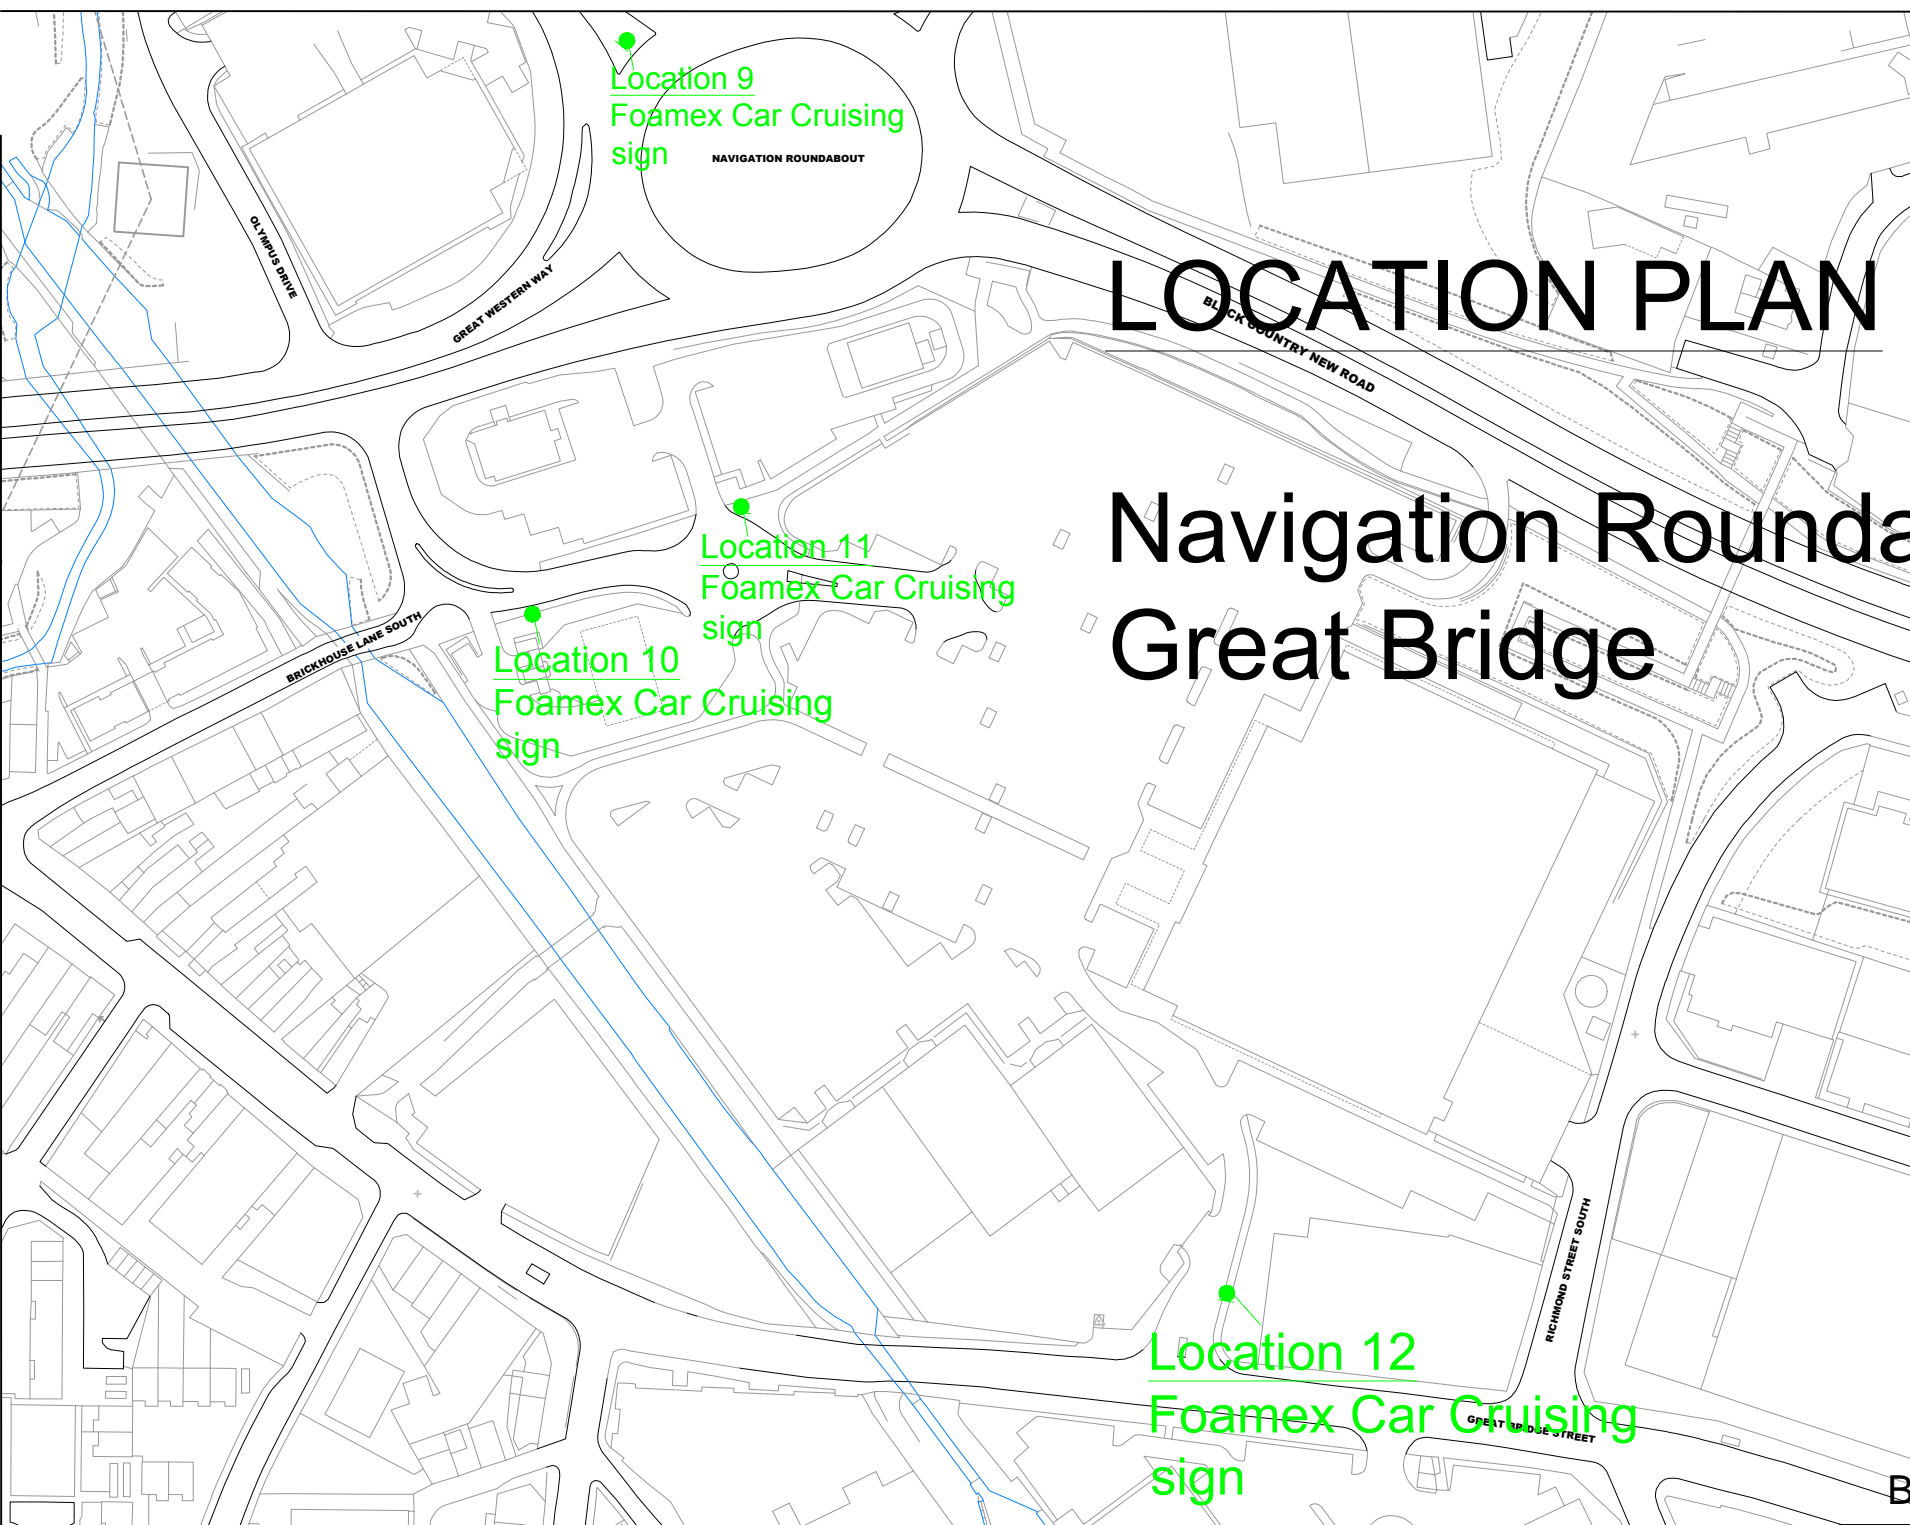 Location 9
Foamex Car Cruising
sign
NAVIGATION ROUNDABOUT
OLYMPUS DRIVE
GREAT WESTERN WAY
LOCATION PLAN
BLACK COUNTRY NEW ROAD
Navigation Rounda
Great Bridge
Location 11
Foamex Car Cruising
sign
BRICKHOUSE LANE SOUTH
Location 10
Foamex Car Cruising
sign
RICHMOND STREET SOUTH
Location 12
Foamex Car Cruising
sign
GREAT BRIDGE STREET
B